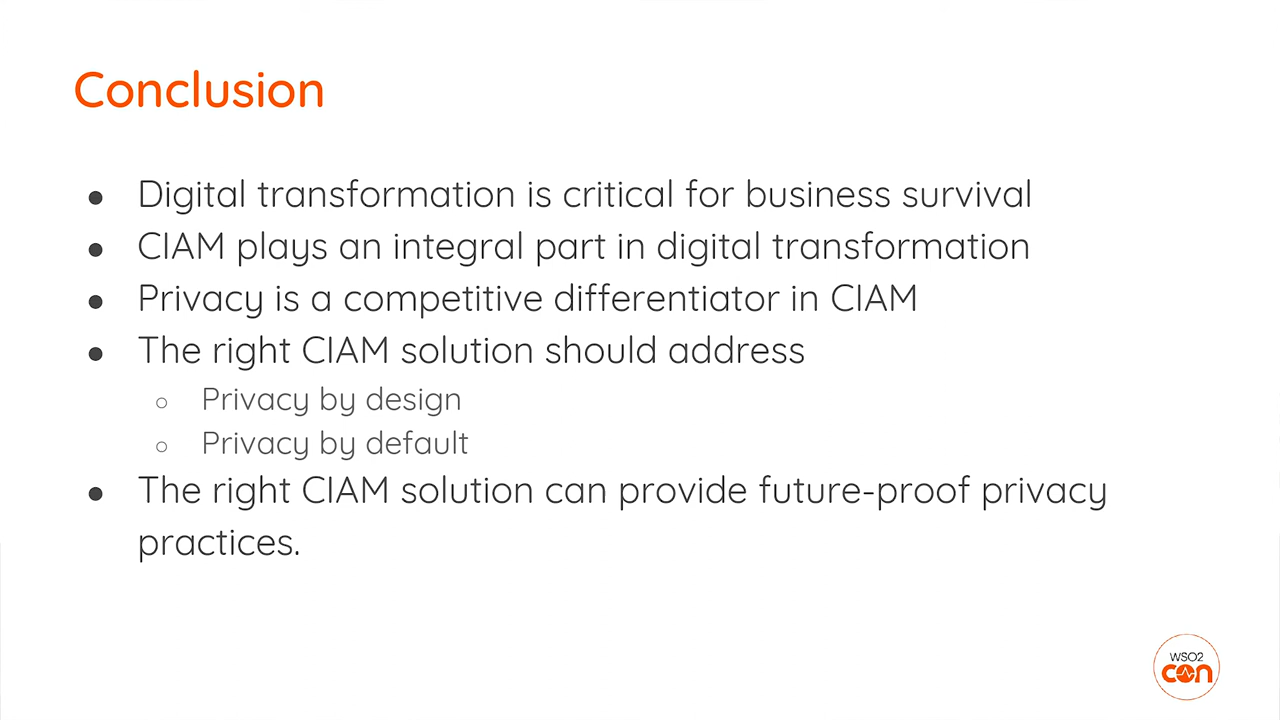 Conclusion
● Digital transformation is critical for business survival
● CIAM plays an integral part in digital transformation
● Privacy is a competitive differentiator in CIAM
● The right CIAM solution should address
○ Privacy by design
○ Privacy by default
● The right CIAM solution can provide future-proof privacy
practices.
WSO2
con